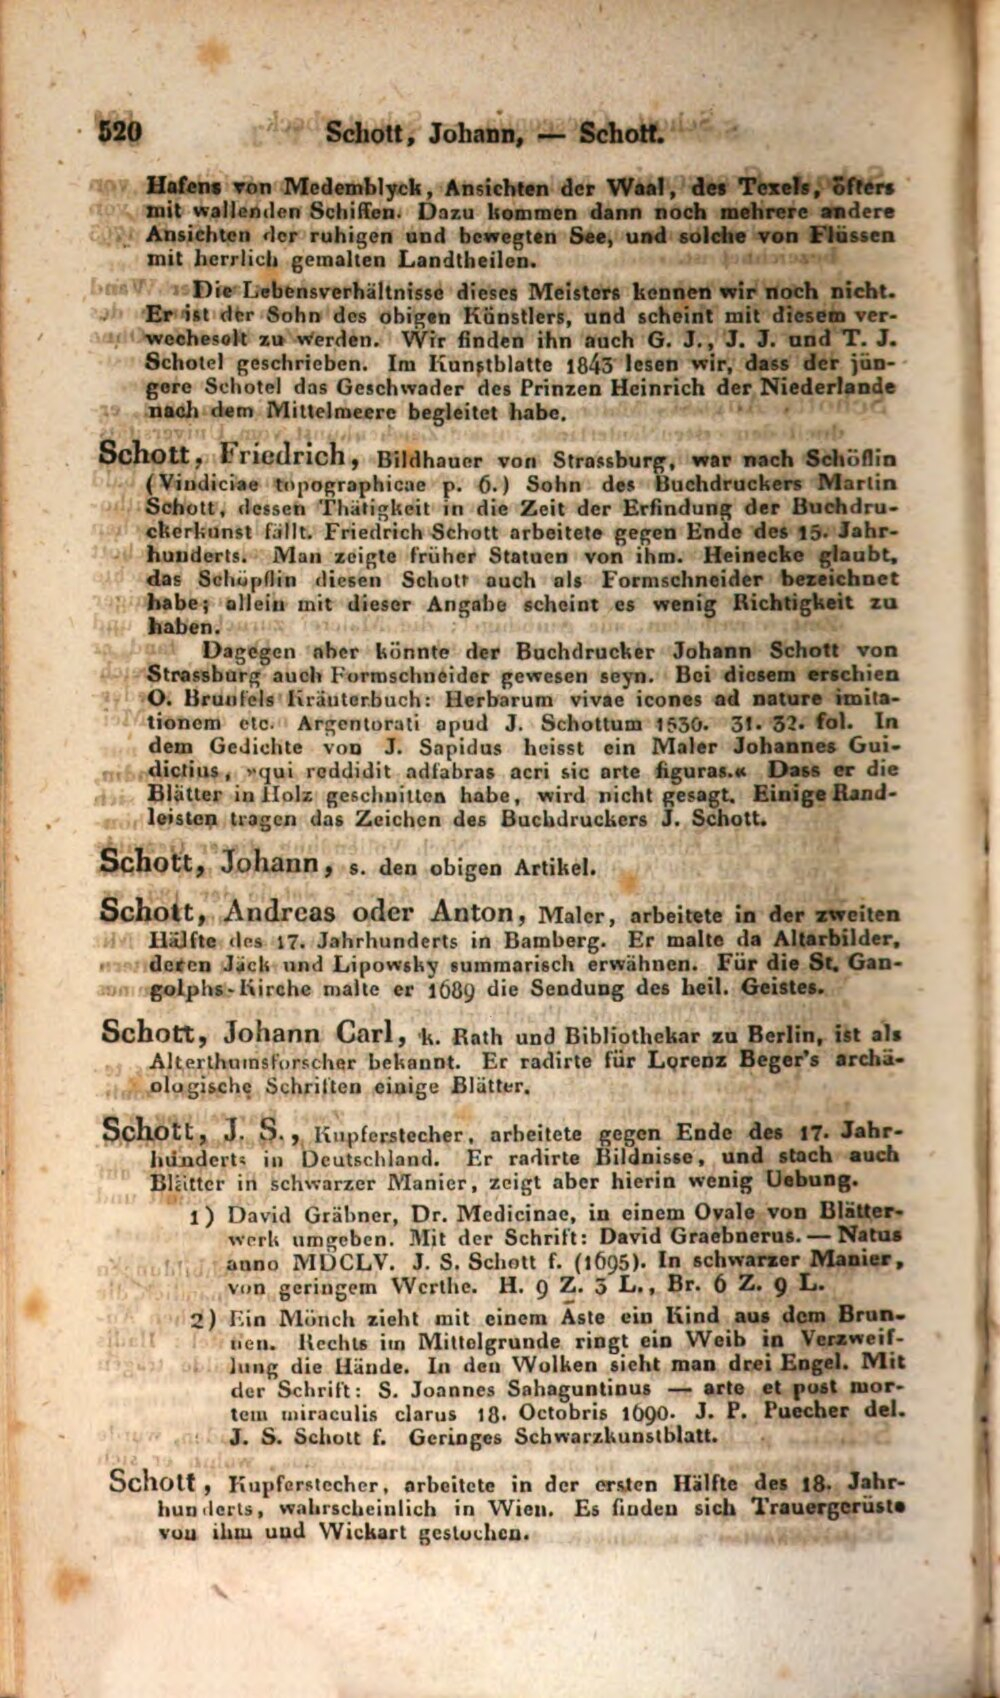 520 Schott, Johann, — Schott.
Hafens von Medemblyck, Ansichten der Waal, des Texels, öfters
mit wallenden Schiffen. Dazu kommen dann noch mehrere andere
Ansichten der ruhigen und bewegten See, und solche von Flüssen
mit herrlich gemalten Landtheilen.
Die Lebensverhältnisse dieses Meisters kennen wir noch nicht.
Er ist der Sohn des obigen Künstlers, und scheint mit diesem ver-
wechselt zu werden. Wir finden ihn auch G. J., J. J. und T. J.
Schotel geschrieben. Im Kunstblatte 1843 lesen wir, dass der jün-
gere Schotel das Geschwader des Prinzen Heinrich der Niederlande
nach dem Mittelmeere begleitet habe.
Schott, Friedrich, Bildhauer von Strassburg, war nach Schöflin
(Vindiciae topographicae p. 6.) Sohn des Buchdruckers Martin
Schott, dessen Thätigkeit in die Zeit der Erfindung der Buchdru-
ckerkunst fällt. Friedrich Schott arbeitete gegen Ende des 15. Jahr-
hunderts. Man zeigte früher Statuen von ihm. Heinecke glaubt,
das Schöpflin diesen Schott auch als Formschneider bezeichnet
habe; allein mit dieser Angabe scheint es wenig Richtigkeit zu
haben.
Dagegen aber könnte der Buchdrucker Johann Schott von
Strassburg auch Formschneider gewesen seyn. Bei diesem erschien
O. Brunfels Kräuterbuch: Herbarum vivae icones ad nature imita-
tionem etc. Argentorati apud J. Schottum 1530. 31. 32. fol. In
dem Gedichte von J. Sapidus heisst ein Maler Johannes Gui-
dictius, »qui reddidit adfabras acri sic arte figuras.« Dass er die
Blätter in Holz geschnitten habe, wird nicht gesagt. Einige Rand-
leisten tragen das Zeichen des Buchdruckers J. Schott.
Schott, Johann, s. den obigen Artikel.
Schott, Andreas oder Anton, Maler, arbeitete in der zweiten
Hälfte des 17. Jahrhunderts in Bamberg. Er malte da Altarbilder,
deren Jäck und Lipowsky summarisch erwähnen. Für die St. Gan-
golphs-Kirche malte er 1689 die Sendung des heil. Geistes.
Schott, Johann Carl, k. Rath und Bibliothekar zu Berlin, ist als
Alterthumsforscher bekannt. Er radirte für Lorenz Beger's archä-
ologische Schriften einige Blätter.
Schott, J. S., Kupferstecher, arbeitete gegen Ende des 17. Jahr-
hunderts in Deutschland. Er radirte Bildnisse, und stach auch
Blätter in schwarzer Manier, zeigt aber hierin wenig Uebung.
1) David Gräbner, Dr. Medicinae, in einem Ovale von Blätter-
werk umgeben. Mit der Schrift: David Graebnerus. — Natus
anno MDCLV. J. S. Schott f. (1695). In schwarzer Manier,
von geringem Werthe. H. 9 Z. 3 L., Br. 6 Z. 9 L.
2) Ein Mönch zieht mit einem Aste ein Kind aus dem Brun-
nen. Rechts im Mittelgrunde ringt ein Weib in Verzweif-
lung die Hände. In den Wolken sieht man drei Engel. Mit
der Schrift: S. Joannes Sahaguntinus — arte et post mor-
tem miraculis clarus 18. Octobris 1690. J. P. Puecher del.
J. S. Schott f. Geringes Schwarzkunstblatt.
Schott, Kupferstecher, arbeitete in der ersten Hälfte des 18. Jahr-
hunderts, wahrscheinlich in Wien. Es finden sich Trauergerüste
von ihm und Wickart gestochen.